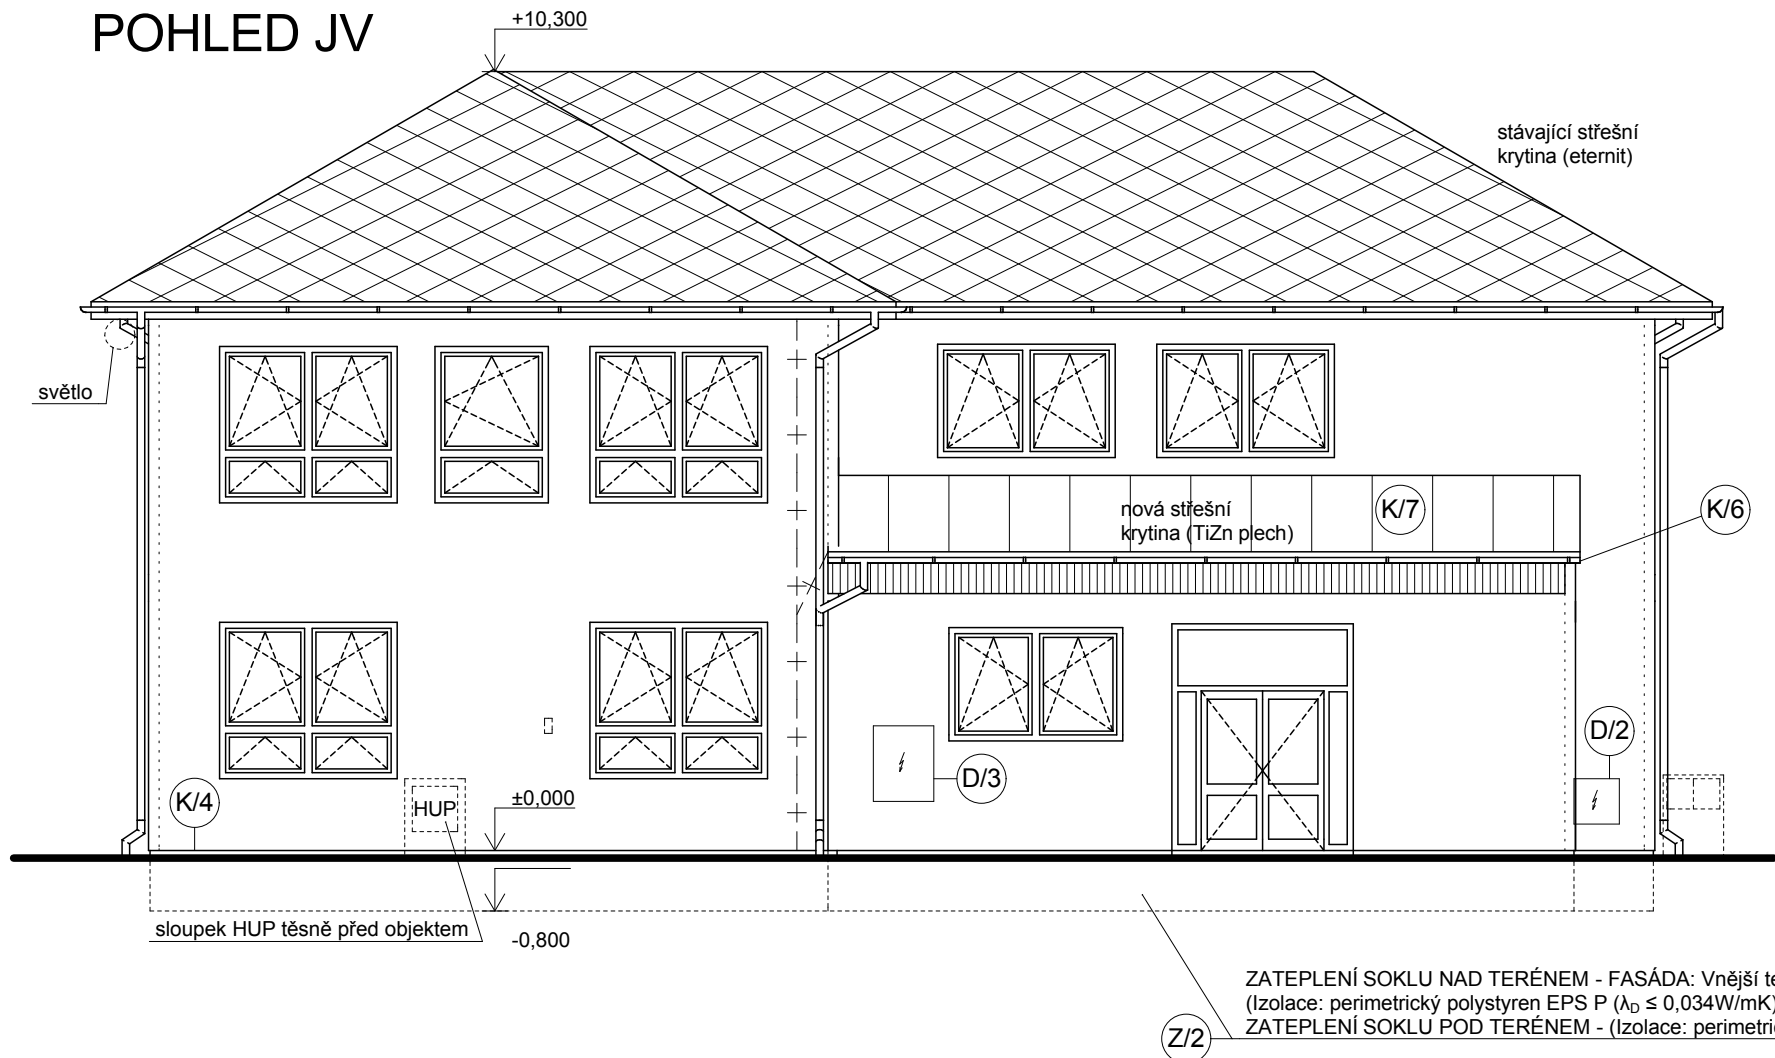 POHLED JV
+10,300
stávající střešní
krytina (eternit)
světlo
nová střešní
krytina (TiZn plech)
K/7
K/6
D/2
D/3
K/4
HUP
±0,000
sloupek HUP těsně před objektem
-0,800
ZATEPLENÍ SOKLU NAD TERÉNEM - FASÁDA: Vnější
(Izolace: perimetrický polystyren EPS P (λD ≤ 0,034W/mK)
ZATEPLENÍ SOKLU POD TERÉNEM - (Izolace:
Z/2